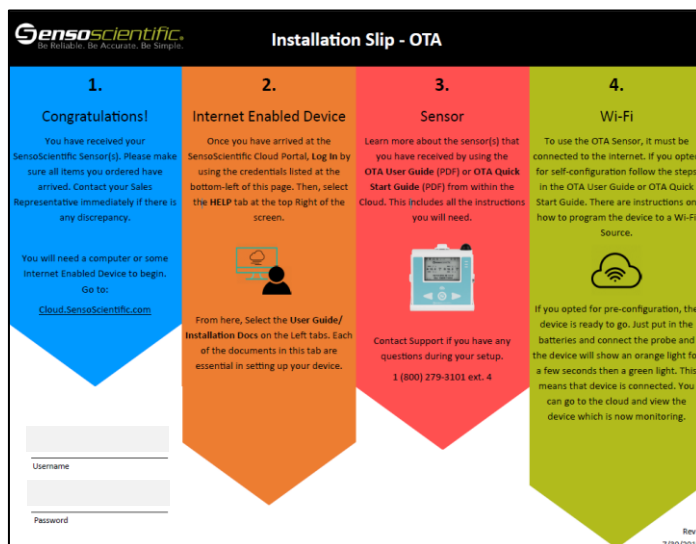 Sensoscientific®
Be Reliable. Be Accurate. Be Simple.
Installation Slip - OTA
1.
Congratulations!
You have received your
SensoScientific Sensor(s). Please make
sure all items you ordered have
arrived. Contact your Sales
Representative immediately if there is
any discrepancy.
You will need a computer or some
Internet Enabled Device to begin.
Go to:
Cloud.SensoScientific.com
2.
Internet Enabled Device
Once you have arrived at the
SensoScientific Cloud Portal, Log In by
using the credentials listed at the
bottom-left of this page. Then, select
the HELP tab at the top Right of the
screen.
From here, Select the User Guide/
Installation Docs on the Left tabs. Each
of the documents in this tab are
essential in setting up your device.
3.
Sensor
Learn more about the sensor(s) that
you have received by using the
OTA User Guide (PDF) or OTA Quick
Start Guide (PDF) from within the
Cloud. This includes all the instructions
you will need.
Contact Support if you have any
questions during your setup.
1 (800) 279-3101 ext. 4
4.
Wi-Fi
To use the OTA Sensor, it must be
connected to the internet. If you opted
for self-configuration follow the steps
in the OTA User Guide or OTA Quick
Start Guide. There are instructions on
how to program the device to a Wi-Fi
Source.
If you opted for pre-configuration, the
device is ready to go. Just put in the
batteries and connect the probe and
the device will show an orange light for
a few seconds then a green light. This
means that device is connected. You
can go to the cloud and view the
device which is now monitoring.
Username
Password
Rev